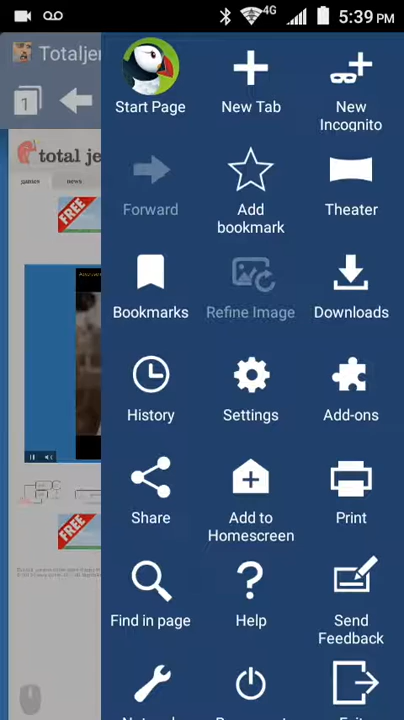 4G 5:39 PM
Totaljer
1
Start Page New Tab New Incognito
total je
games news
Forward Add bookmark Theater
FREE
Bookmarks Refine Image Downloads
History Settings Add-ons
Share Add to Homescreen Print
FREE
Find in page Help Send Feedback